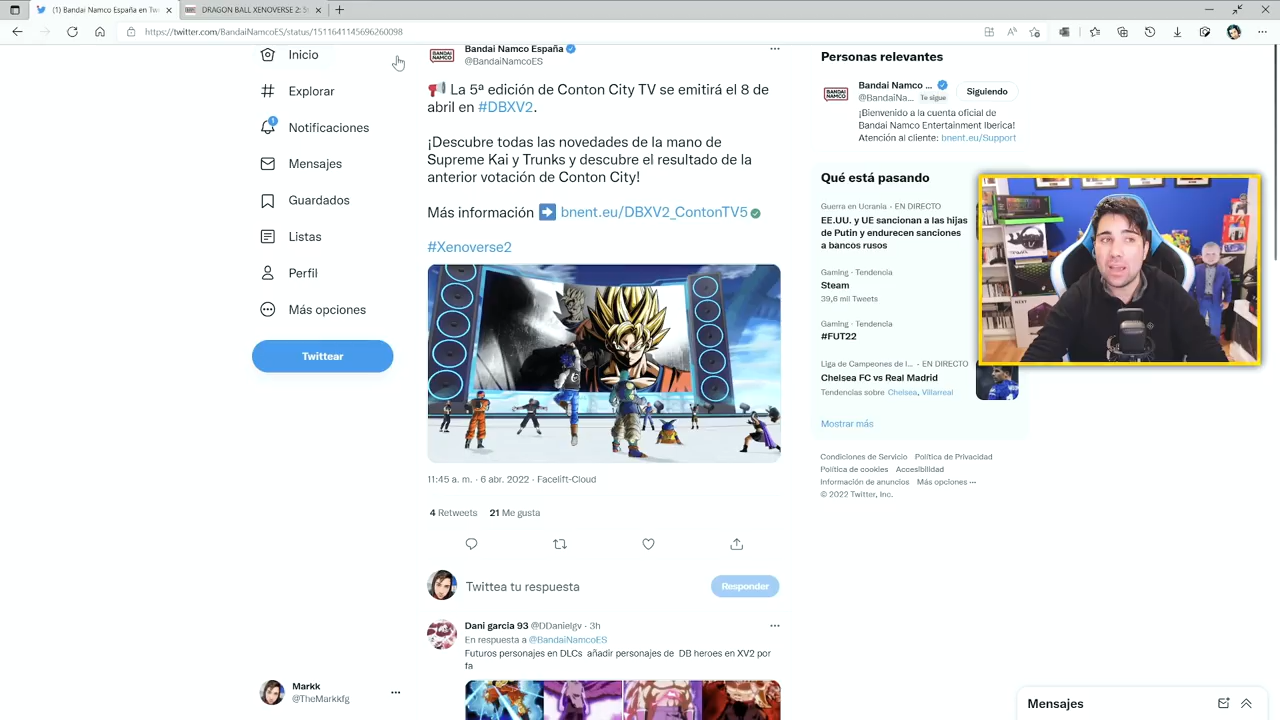 (1) Bandai Namco España en Tw
DRAGON BALL XENOVERSE 2: 5
https://twitter.com/BandaiNamcoES/status/1511641145696260098
Inicio
Explorar
1
Notificaciones
Mensajes
Guardados
Listas
Perfil
Más opciones
Twittear
Markk
@TheMarkkfg
BANDAI NAMCO
Bandai Namco España
@BandaiNamcoES
La 5ª edición de Conton City TV se emitirá el 8 de
abril en #DBXV2.
¡Descubre todas las novedades de la mano de
Supreme Kai y Trunks y descubre el resultado de la
anterior votación de Conton City!
Más información bnent.eu/DBXV2_ContonTV5
#Xenoverse2
11:45 a. m. · 6 abr. 2022 · Facelift-Cloud
4 Retweets 21 Me gusta
Twittea tu respuesta
Responder
Dani garcia 93 @DDanielgv · 3h
En respuesta a @BandaiNamcoES
Futuros personajes en DLCs añadir personajes de DB heroes en XV2 por
fa
Personas relevantes
BANDAI NAMCO
Bandai Namco ...
@BandaiNa... Te sigue
Siguiendo
¡Bienvenido a la cuenta oficial de
Bandai Namco Entertainment Iberica!
Atención al cliente: bnent.eu/Support
Qué está pasando
Guerra en Ucrania · EN DIRECTO
EE.UU. y UE sancionan a las hijas
de Putin y endurecen sanciones
a bancos rusos
Gaming · Tendencia
Steam
39,6 mil Tweets
Gaming · Tendencia
#FUT22
Liga de Campeones de l... · EN DIRECTO
Chelsea FC vs Real Madrid
Tendencias sobre Chelsea, Villarreal
Mostrar más
Condiciones de Servicio Política de Privacidad
Política de cookies Accesibilidad
Información de anuncios Más opciones ···
© 2022 Twitter, Inc.
NEXT
Mensajes